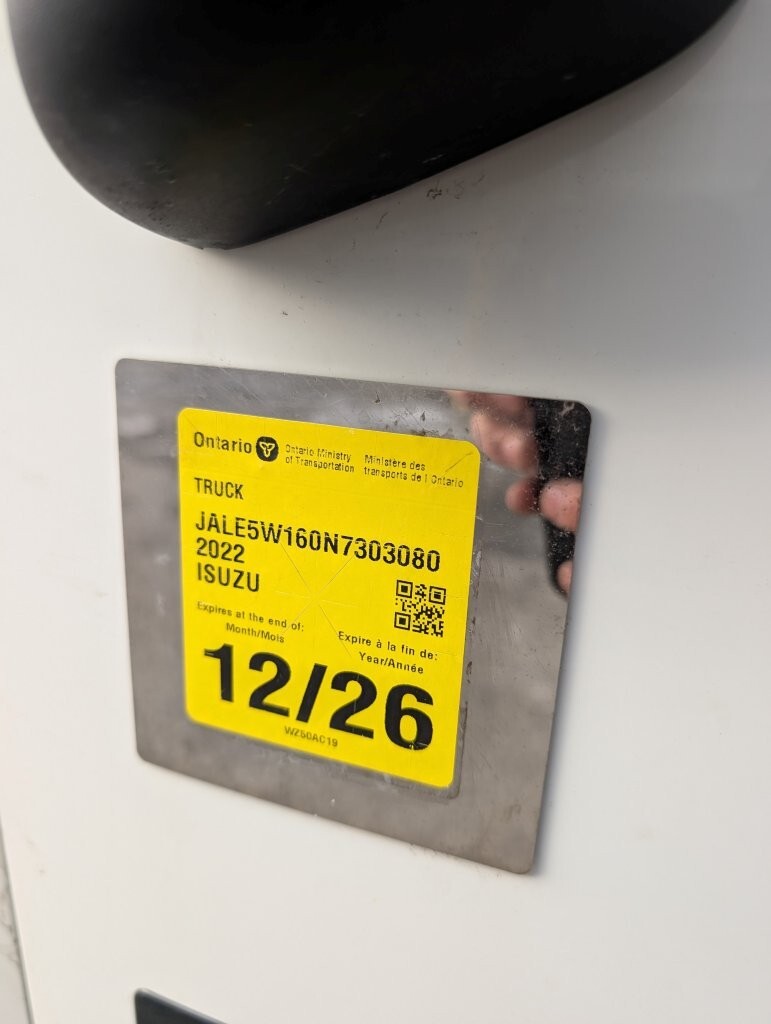 Ontario Ontario Ministry of Transportation Ministère des transports de l'Ontario
TRUCK
JALE5W160N7303080
2022
ISUZU
Expires at the end of:
Month/Mois
Expire à la fin de:
Year/Année
12/26
WZ50AC19